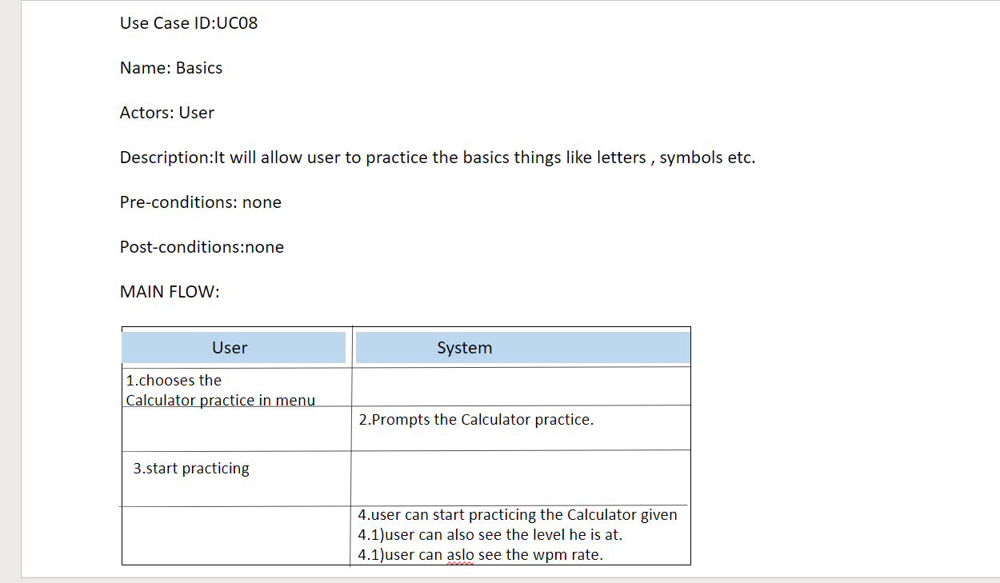 Use Case ID:UC08
Name: Basics
Actors: User
Description:It will allow user to practice the basics things like letters , symbols etc.
Pre-conditions: none
Post-conditions:none
MAIN FLOW:
User System
1.chooses the
Calculator practice in menu
2.Prompts the Calculator practice.
3.start practicing
4.user can start practicing the Calculator given
4.1)user can also see the level he is at.
4.1)user can aslo see the wpm rate.